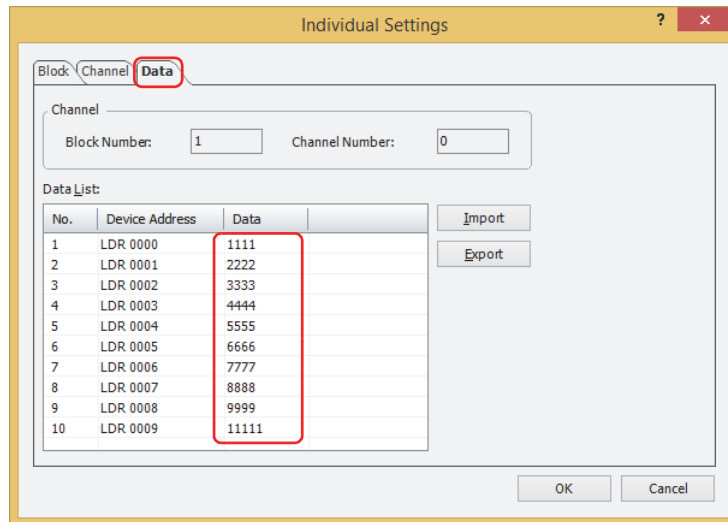 Individual Settings ? ×
Block Channel Data
Channel
Block Number: 1 Channel Number: 0
Data List:
No. Device Address Data
1 LDR 0000 1111
2 LDR 0001 2222
3 LDR 0002 3333
4 LDR 0003 4444
5 LDR 0004 5555
6 LDR 0005 6666
7 LDR 0006 7777
8 LDR 0007 8888
9 LDR 0008 9999
10 LDR 0009 11111
Import
Export
OK Cancel